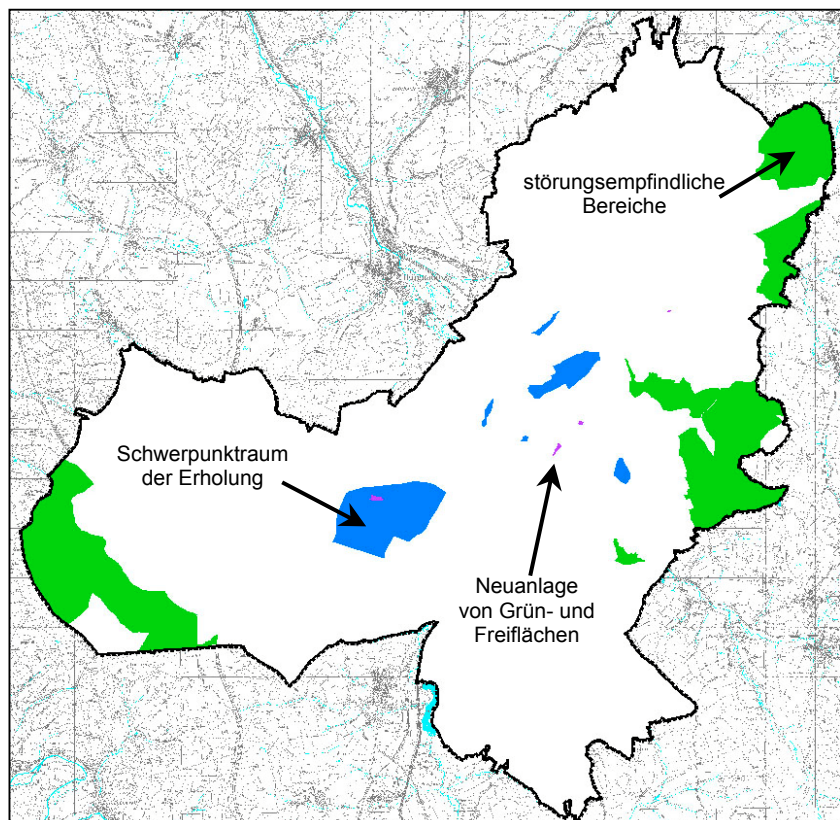 störungsempfindliche
Bereiche
Schwerpunktraum
der Erholung
Neuanlage
von Grün- und
Freiflächen